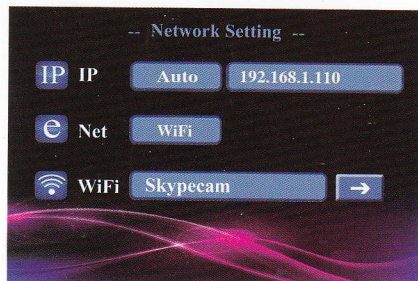 -- Network Setting --
IP IP Auto 192.168.1.110
e Net WiFi
WiFi Skypecam →